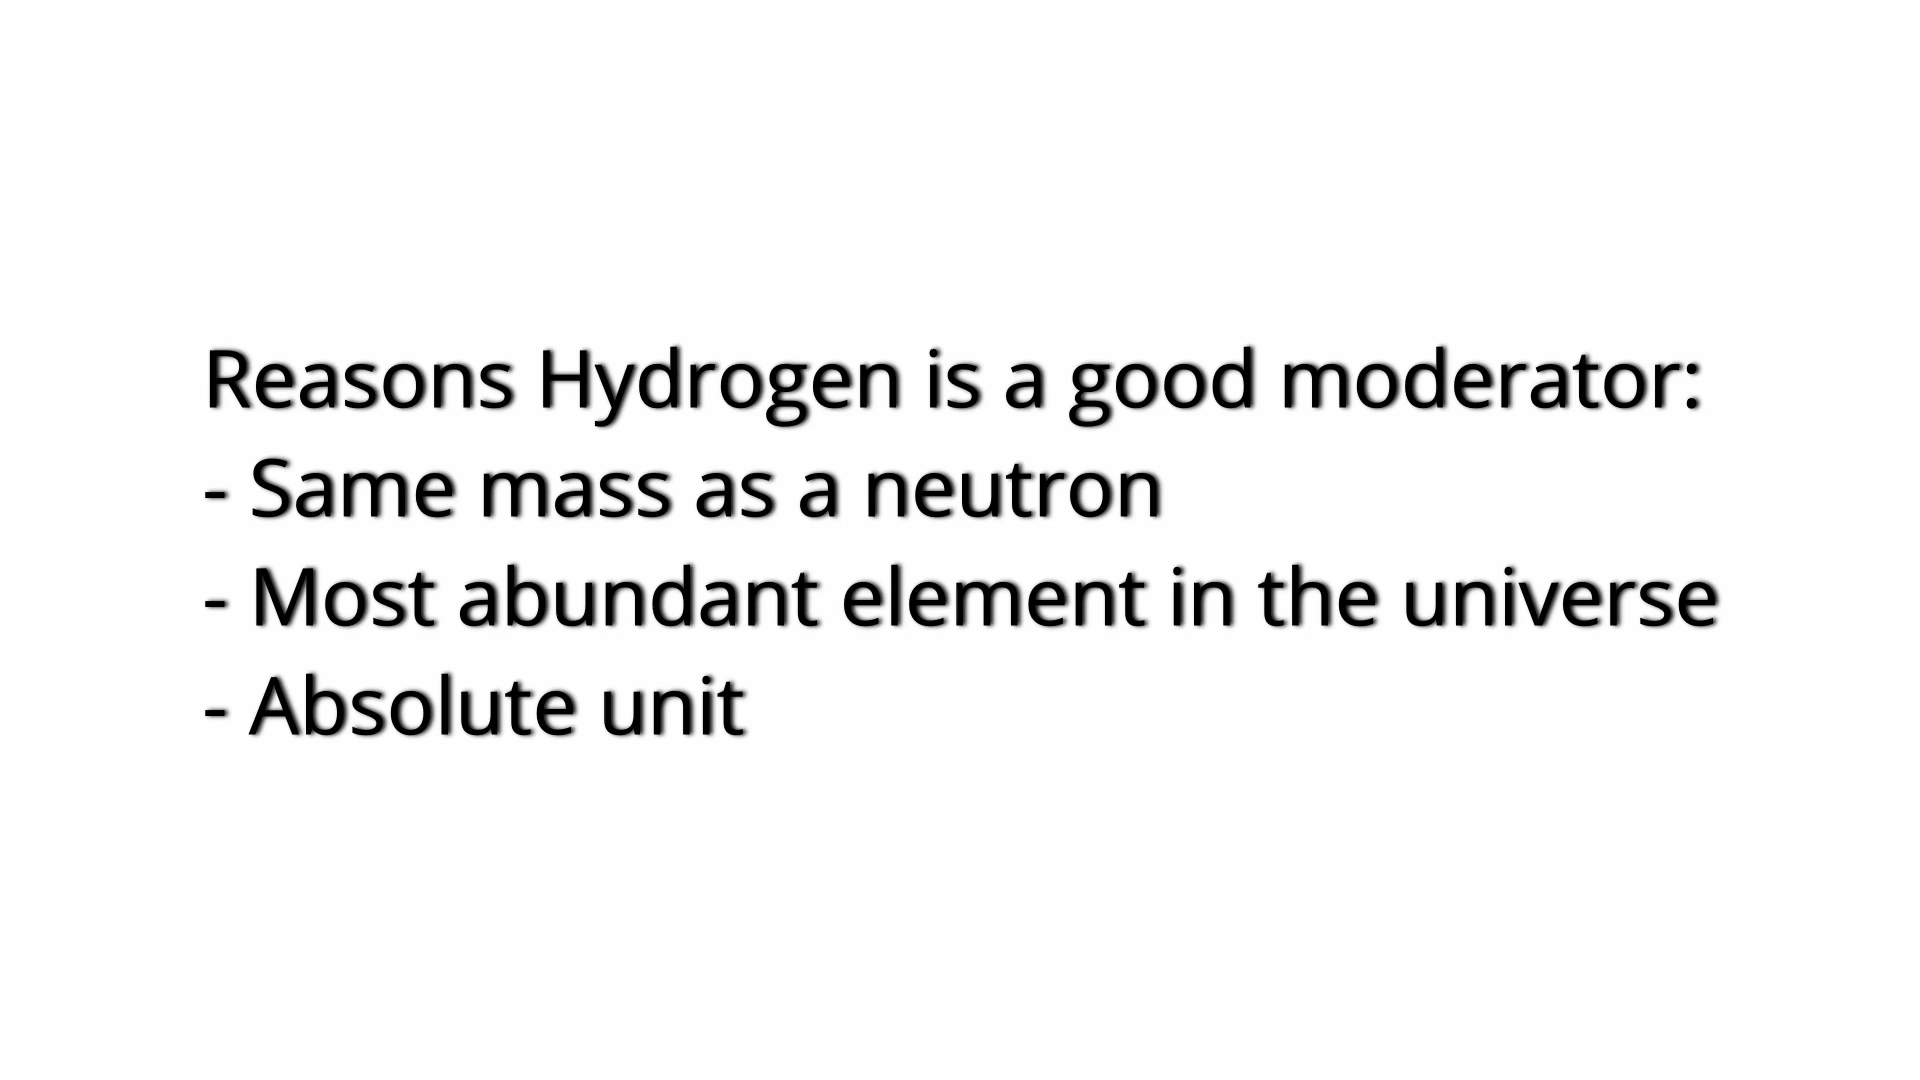 Reasons Hydrogen is a good moderator:
- Same mass as a neutron
- Most abundant element in the universe
- Absolute unit